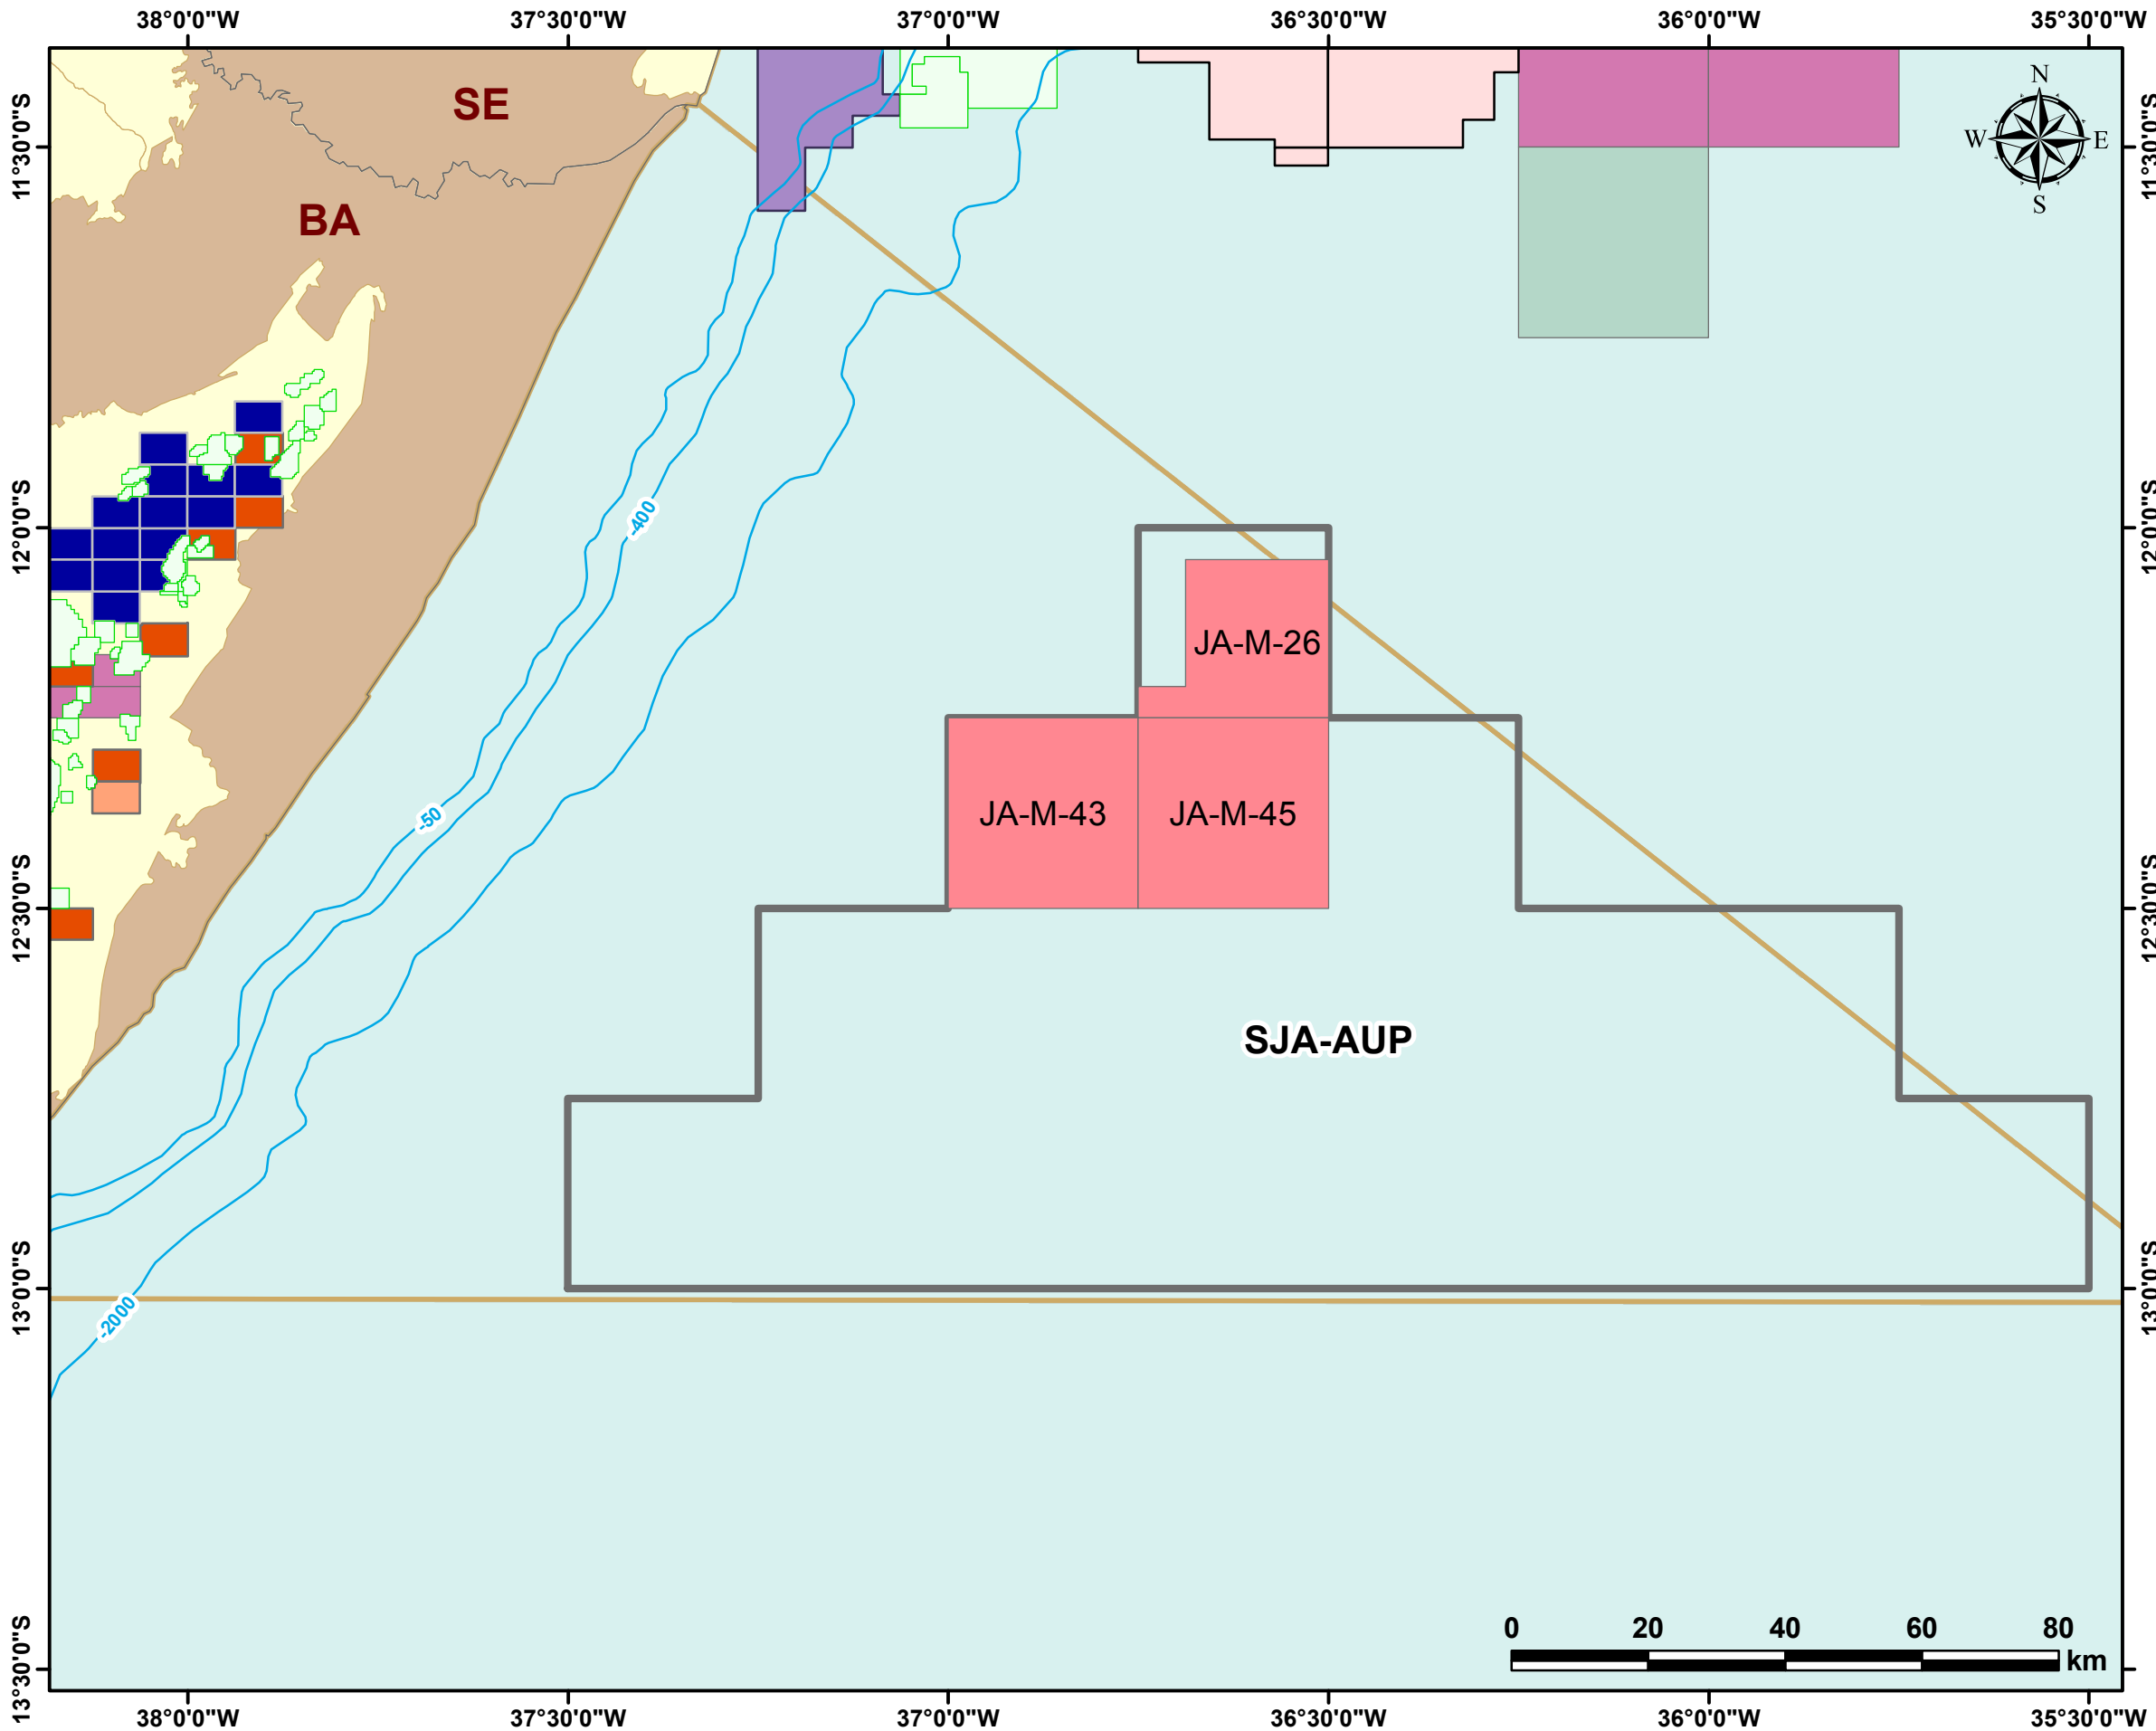 38°0'0"W 37°30'0"W 37°0'0"W 36°30'0"W 36°0'0"W 35°30'0"W
N
W E
S
SE
BA
11°30'0"S 11°30'0"S
-400
12°0'0"S 12°0'0"S
JA-M-26
JA-M-43 JA-M-45
-50
12°30'0"S 12°30'0"S
SJA-AUP
13°0'0"S 13°0'0"S
-2000
0 20 40 60 80
km
13°30'0"S
38°0'0"W 37°30'0"W 37°0'0"W 36°30'0"W 36°0'0"W 35°30'0"W